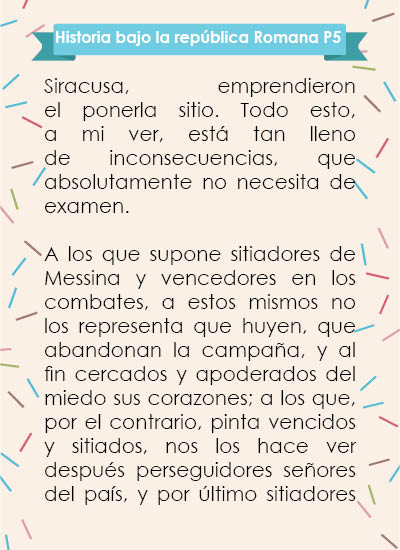 Historia bajo la república Romana P5
Siracusa, emprendieron
el ponerla sitio. Todo esto,
a mi ver, está tan lleno
de inconsecuencias, que
absolutamente no necesita de
examen.
A los que supone sitiadores de
Messina y vencedores en los
combates, a estos mismos no
los representa que huyen, que
abandonan la campaña, y al
fin cercados y apoderados del
miedo sus corazones; a los que,
por el contrario, pinta vencidos
y sitiados, nos los hace ver
después perseguidores señores
del país, y por último sitiadores